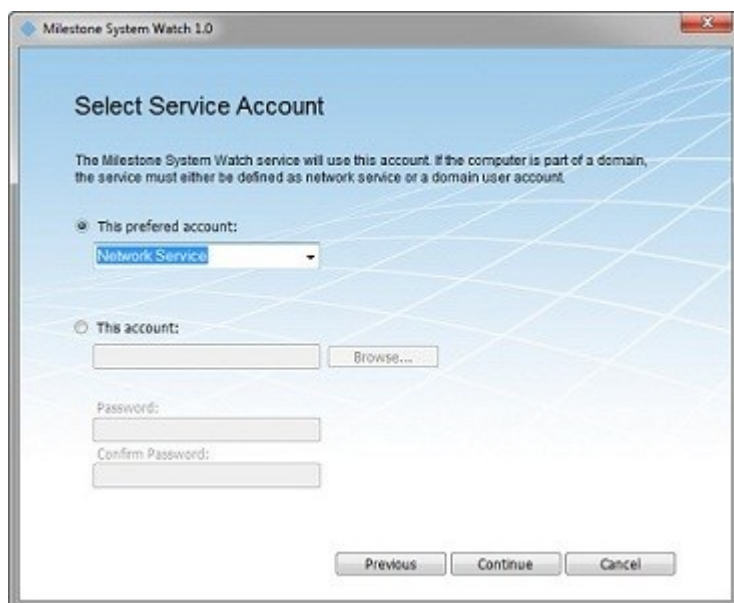 Milestone System Watch 1.0
Select Service Account
The Milestone System Watch service will use this account. If the computer is part of a domain,
the service must either be defined as network service or a domain user account.
This prefered account:
Network Service
This account:
Browse...
Password:
Confirm Password:
Previous Continue Cancel